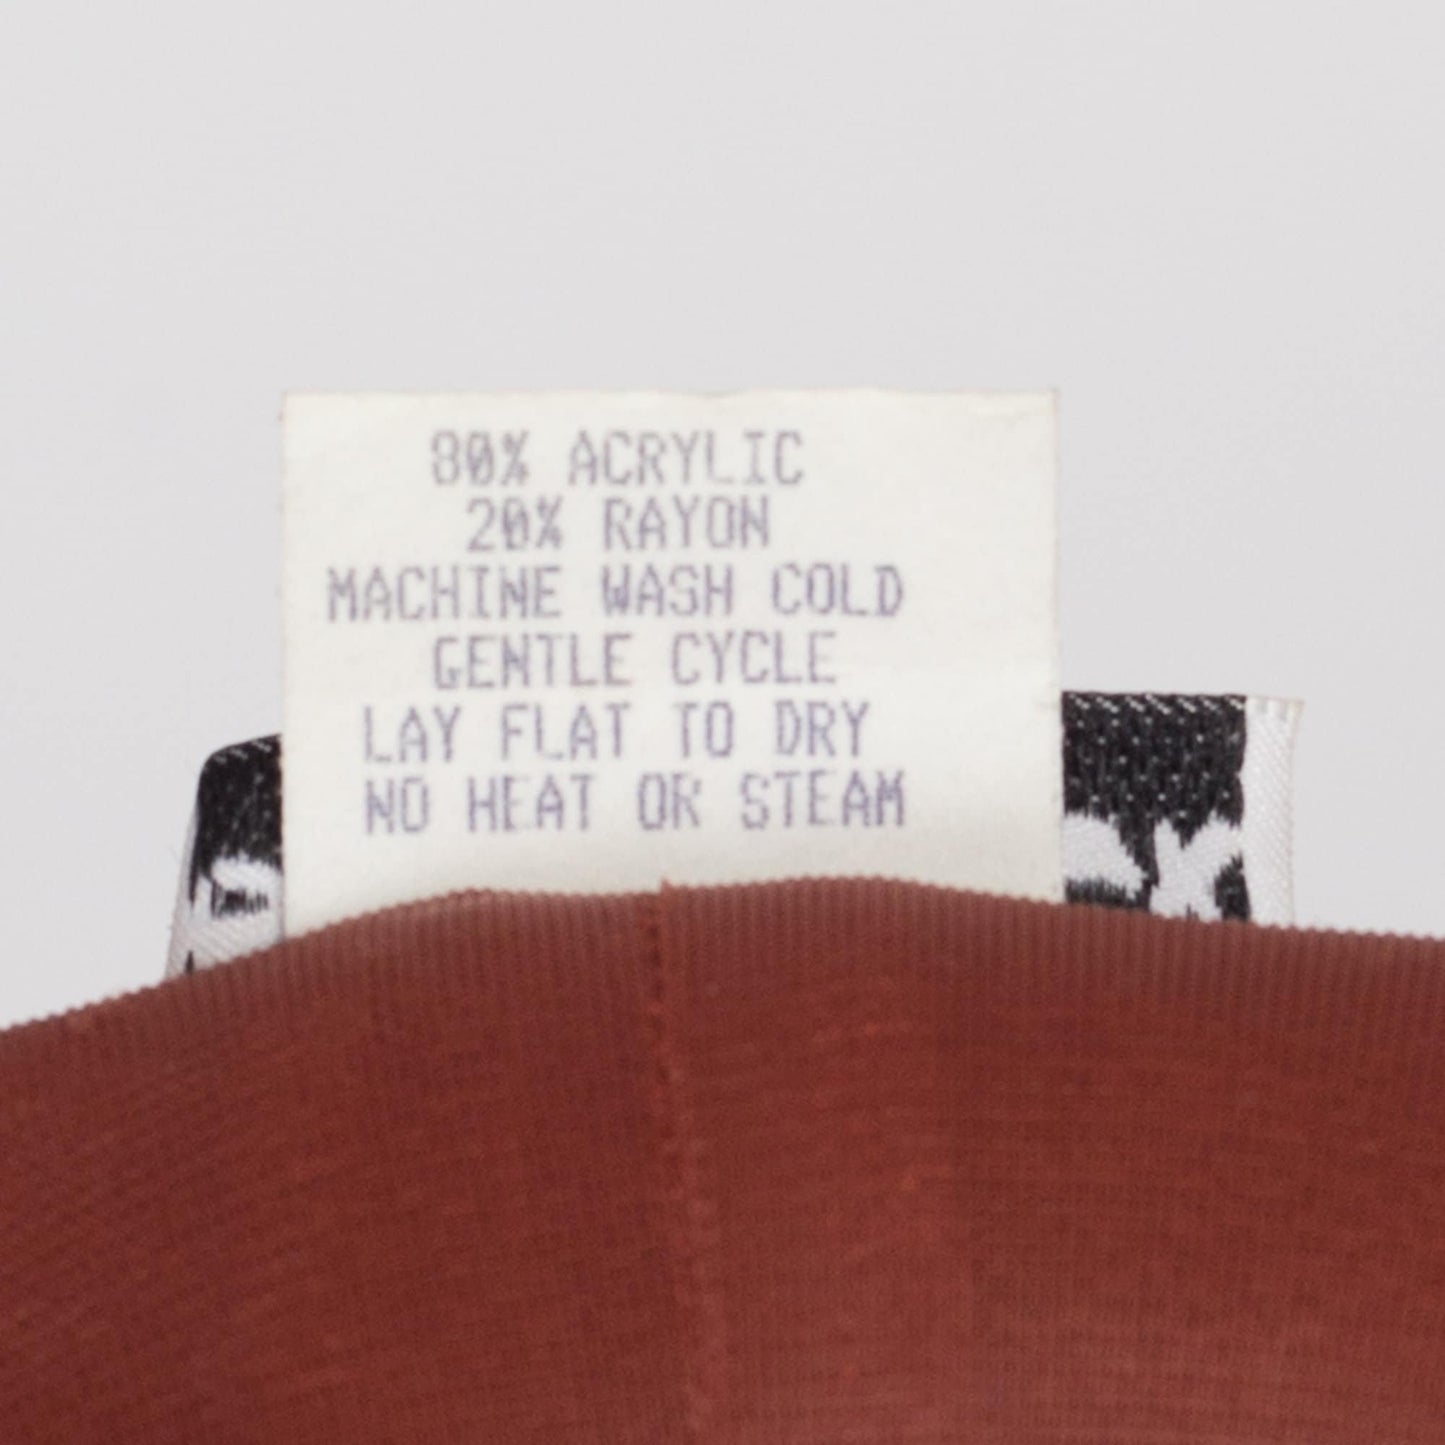 80% ACRYLIC
20% RAYON
MACHINE WASH COLD
GENTLE CYCLE
LAY FLAT TO DRY
NO HEAT OR STEAM